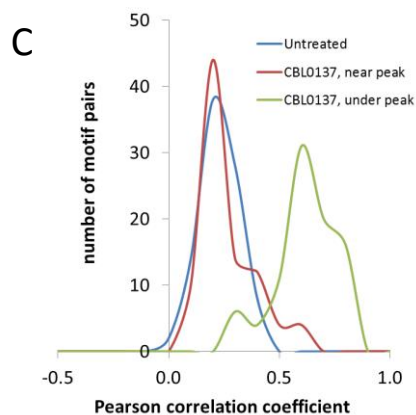 C
50
40
30
20
10
0
number of motif pairs
Untreated
CBL0137, near peak
CBL0137, under peak
-0.5 0.0 0.5 1.0
Pearson correlation coefficient